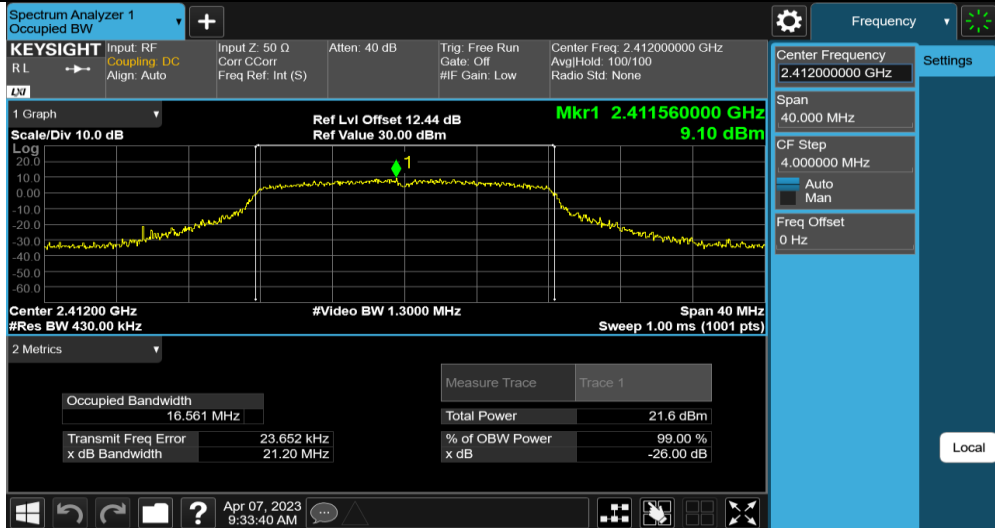 Spectrum Analyzer 1
Occupied BW
+
Frequency
KEYSIGHT
RL
LXI
Input: RF
Coupling: DC
Align: Auto
Input Z: 50 Ω
Corr CCorr
Freq Ref: Int (S)
Atten: 40 dB
Trig: Free Run
Gate: Off
#IF Gain: Low
Center Freq: 2.412000000 GHz
Avg|Hold: 100/100
Radio Std: None
Center Frequency
2.412000000 GHz
Settings
Span
40.000 MHz
CF Step
4.000000 MHz
Auto
Man
Freq Offset
0 Hz
1 Graph
Scale/Div 10.0 dB
Ref Lvl Offset 12.44 dB
Ref Value 30.00 dBm
Mkr1 2.411560000 GHz
9.10 dBm
Log
20.0
10.0
0.00
-10.0
-20.0
-30.0
-40.0
-50.0
-60.0
1
Center 2.41200 GHz
#Video BW 1.3000 MHz
Span 40 MHz
#Res BW 430.00 kHz
Sweep 1.00 ms (1001 pts)
2 Metrics
Measure Trace Trace 1
Occupied Bandwidth
16.561 MHz
Total Power 21.6 dBm
Transmit Freq Error 23.652 kHz
% of OBW Power 99.00 %
x dB Bandwidth 21.20 MHz
x dB -26.00 dB
Local
?
Apr 07, 2023
9:33:40 AM